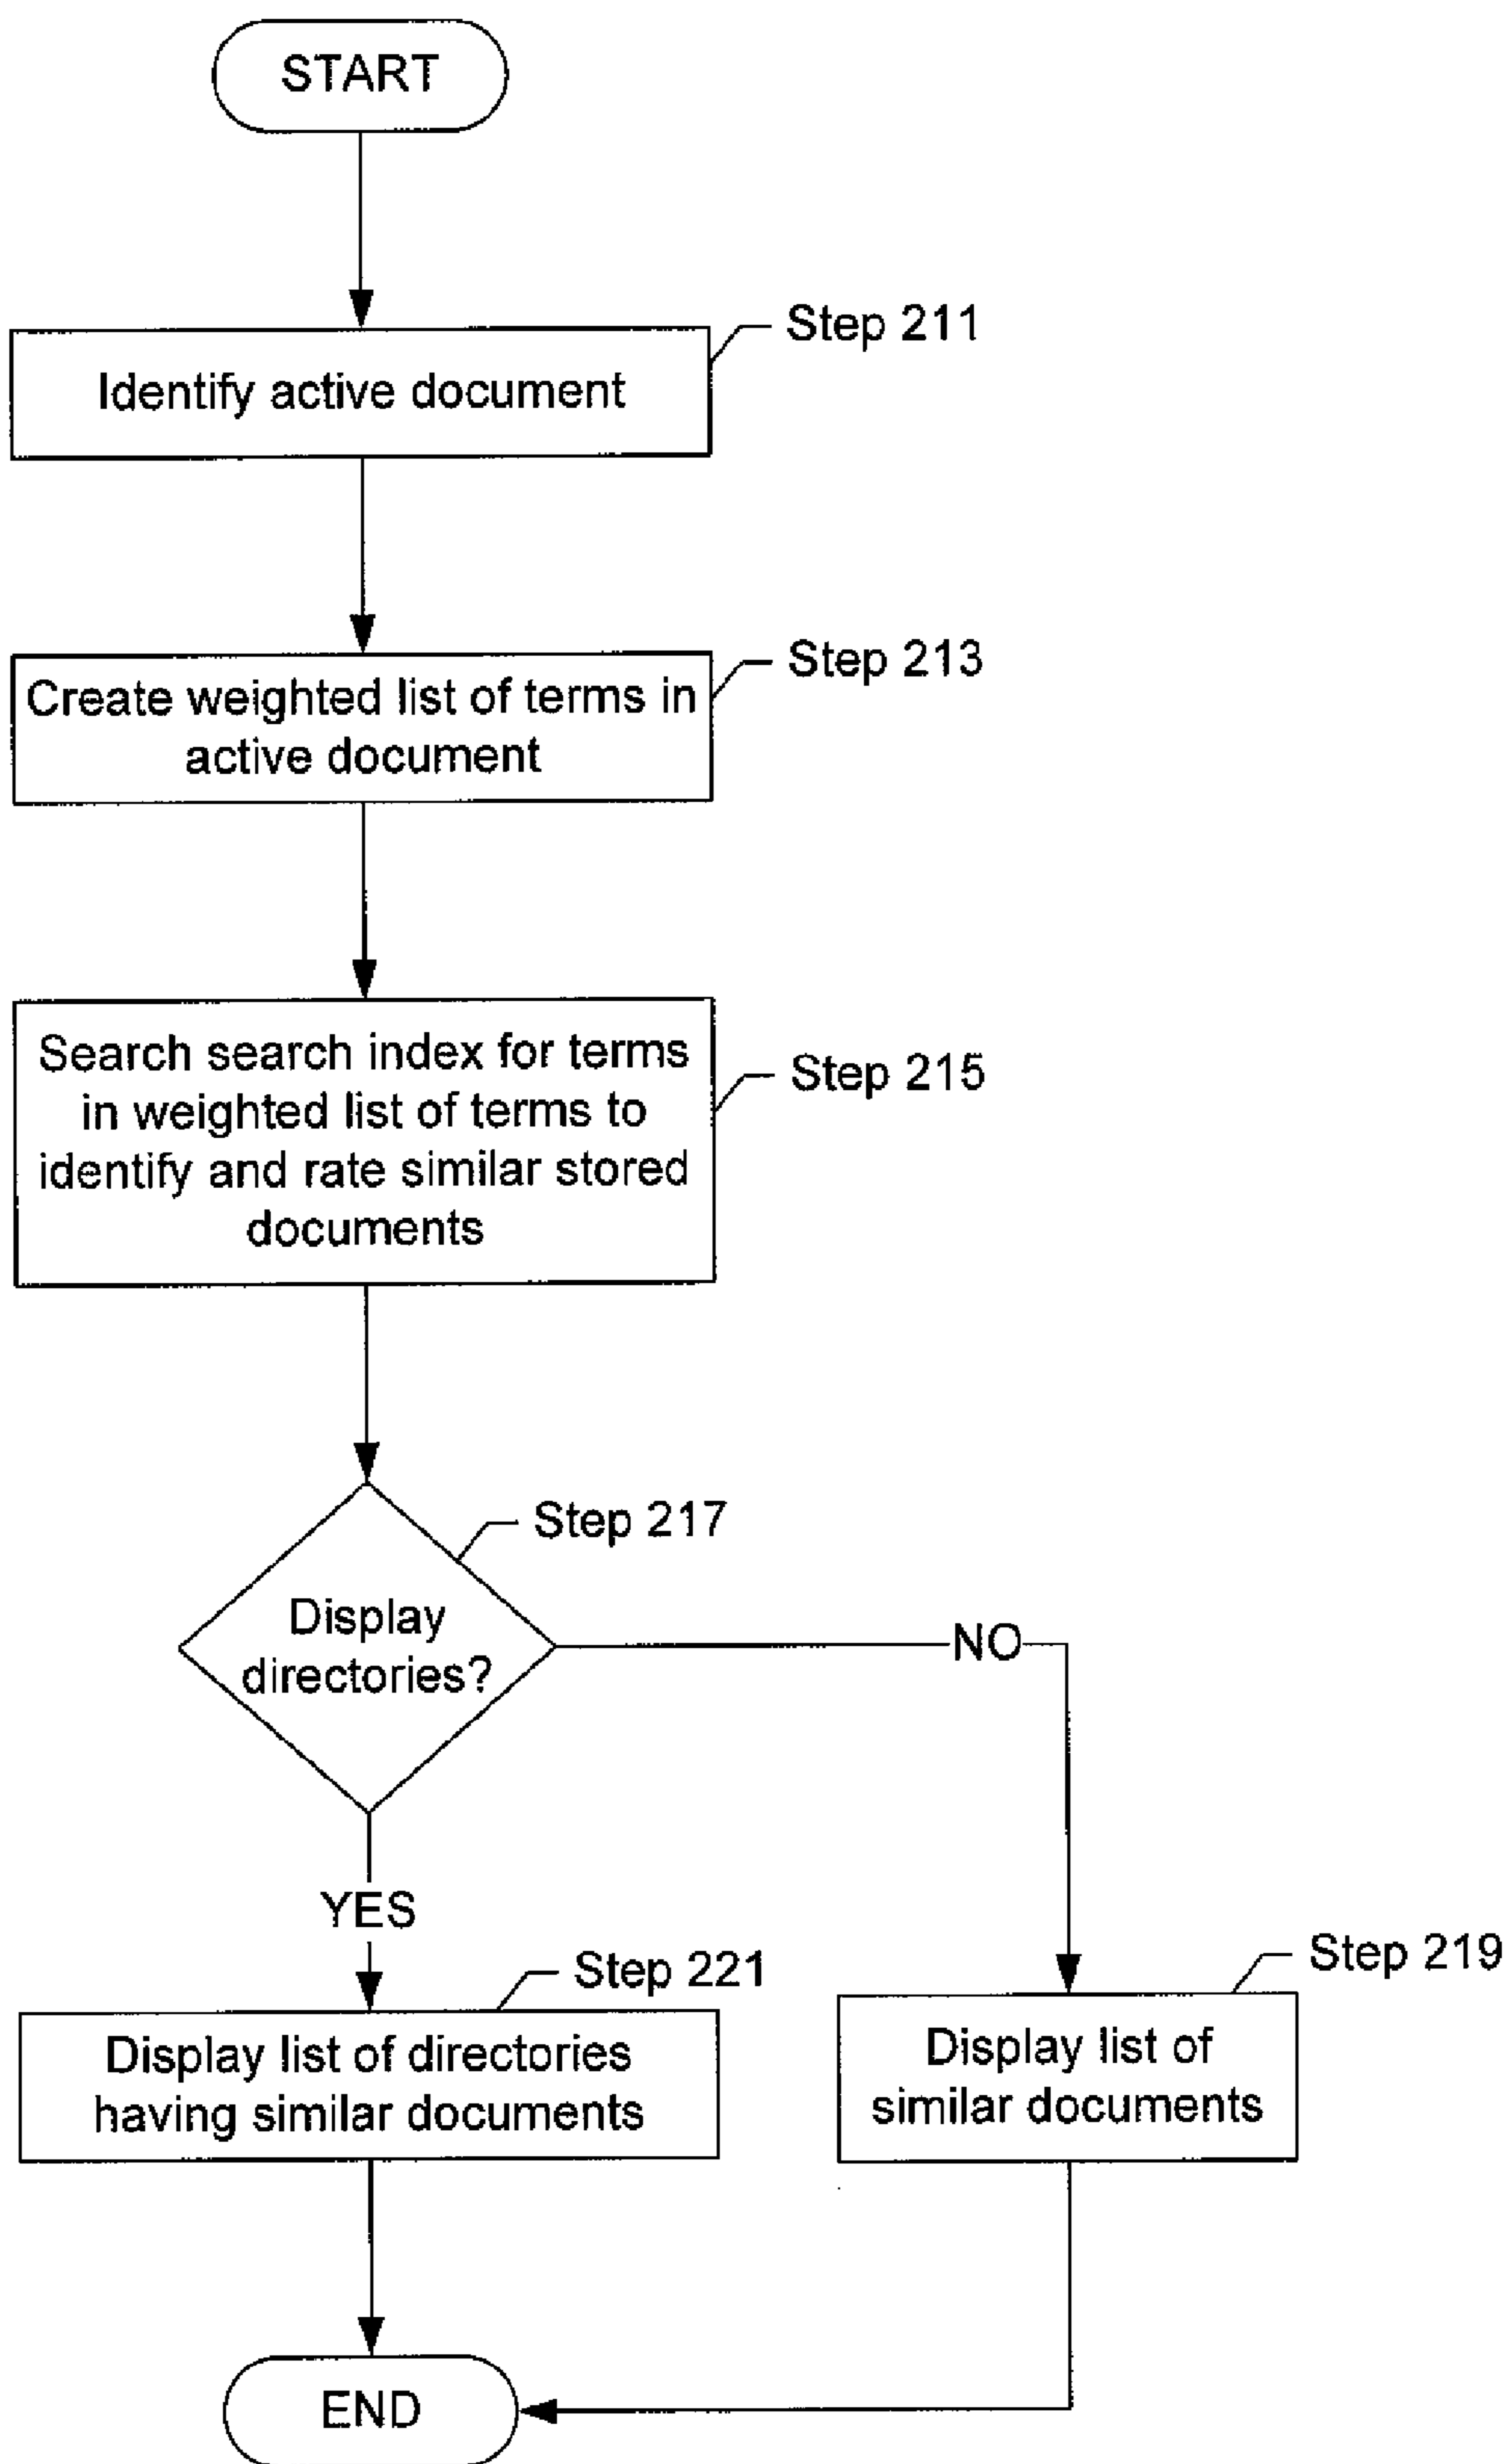 START
Step 211
Identify active document
Step 213
Create weighted list of terms in
active document
Search search index for terms
in weighted list of terms to
identify and rate similar stored
documents
Step 215
Step 217
Display
directories?
NO
YES
Step 221
Display list of directories
having similar documents
Step 219
Display list of
similar documents
END